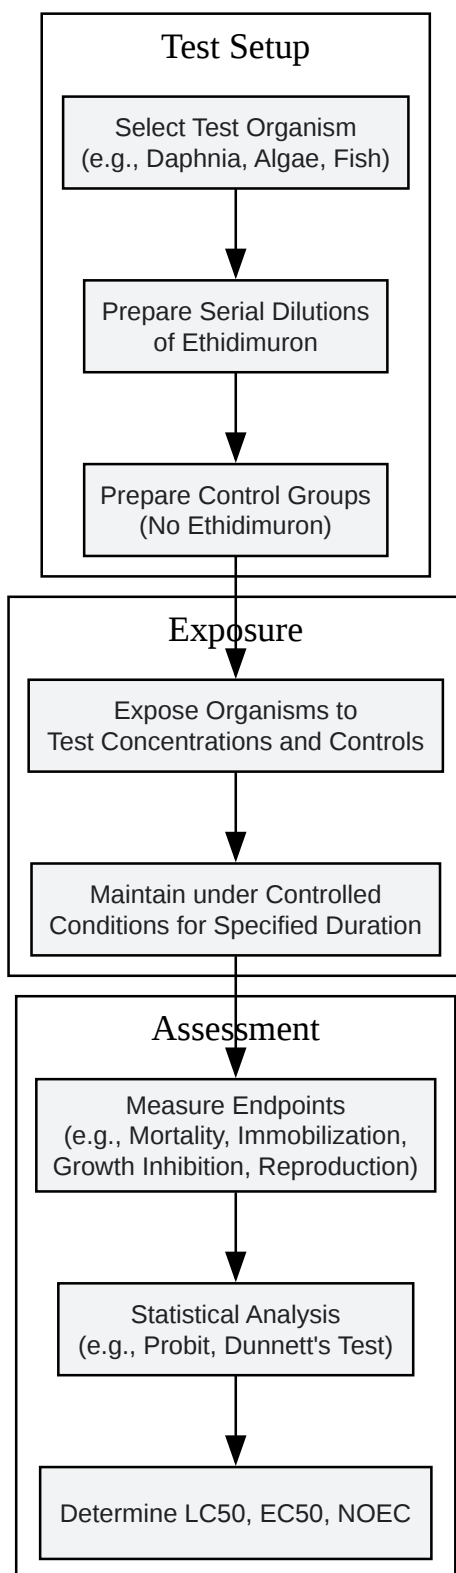 Test Setup
Select Test Organism
(e.g., Daphnia, Algae, Fish)
Prepare Serial Dilutions
of Ethidimuron
Prepare Control Groups
(No Ethidimuron)
Exposure
Expose Organisms to
Test Concentrations and Controls
Maintain under Controlled
Conditions for Specified Duration
Assessment
Measure Endpoints
(e.g., Mortality, Immobilization,
Growth Inhibition, Reproduction)
Statistical Analysis
(e.g., Probit, Dunnett's Test)
Determine LC50, EC50, NOEC